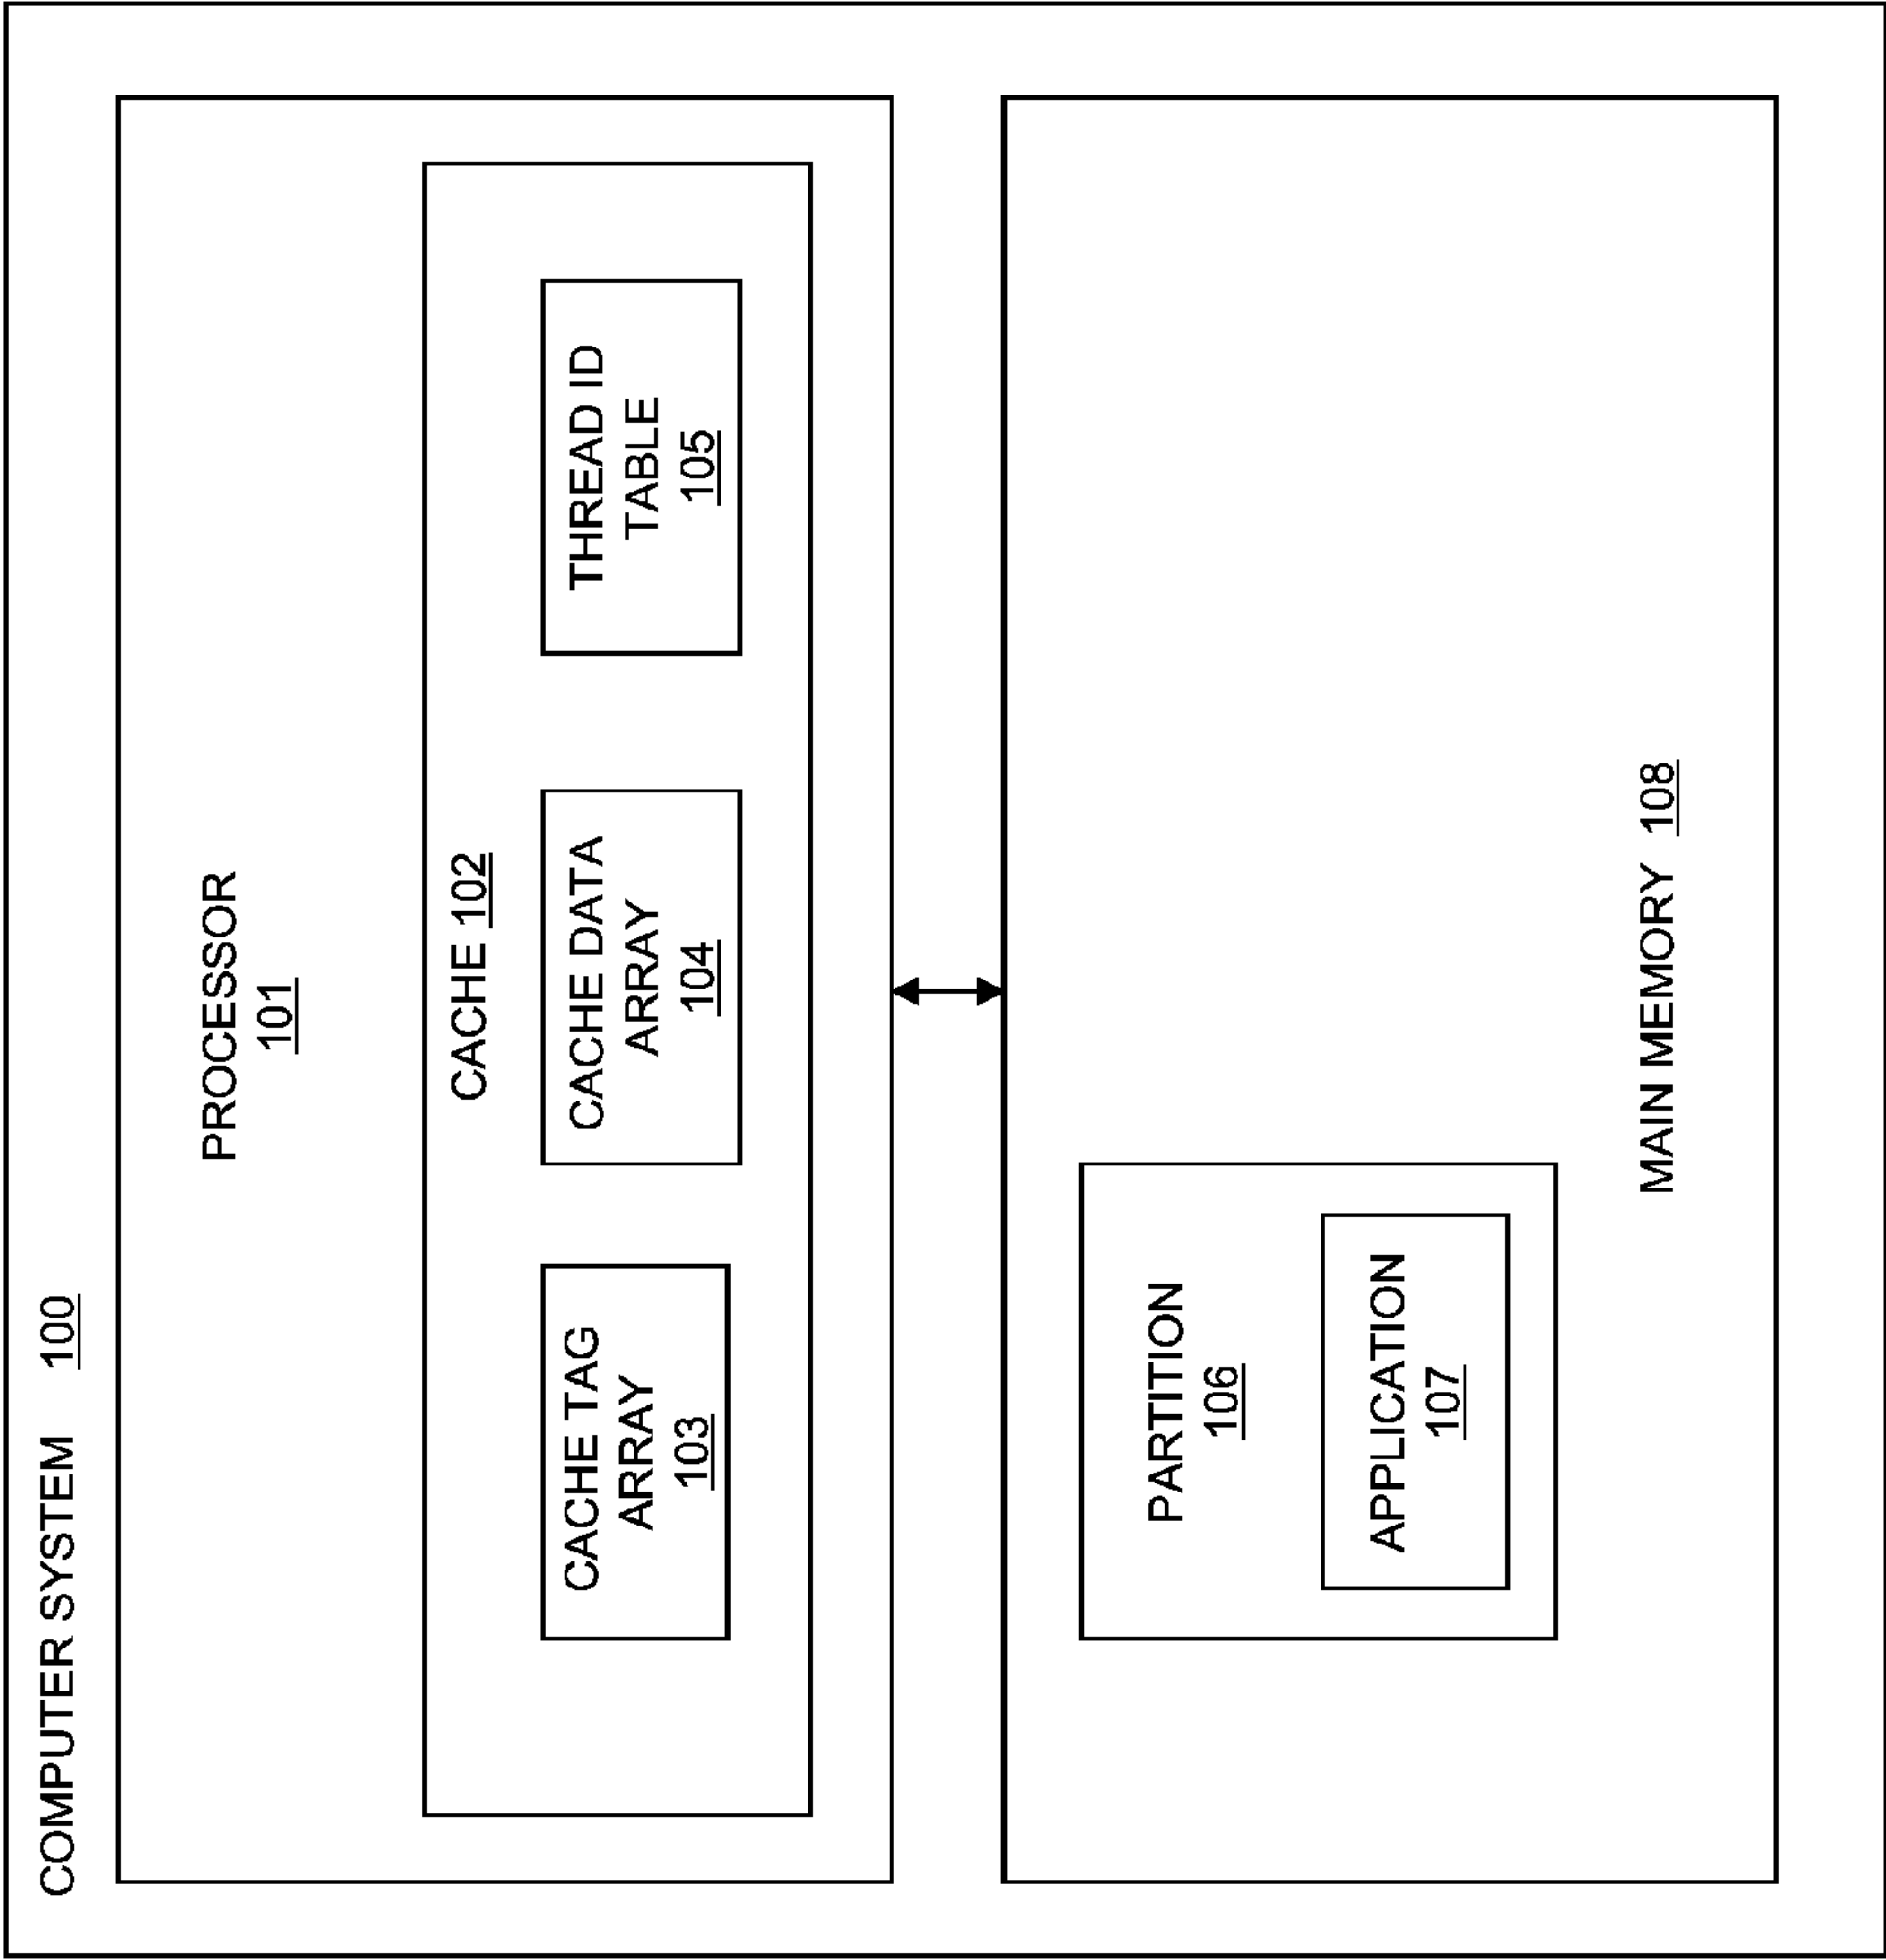 COMPUTER SYSTEM 100
PROCESSOR
101
CACHE 102
CACHE TAG
ARRAY
103
CACHE DATA
ARRAY
104
THREAD ID
TABLE
105
PARTITION
106
APPLICATION
107
MAIN MEMORY 108